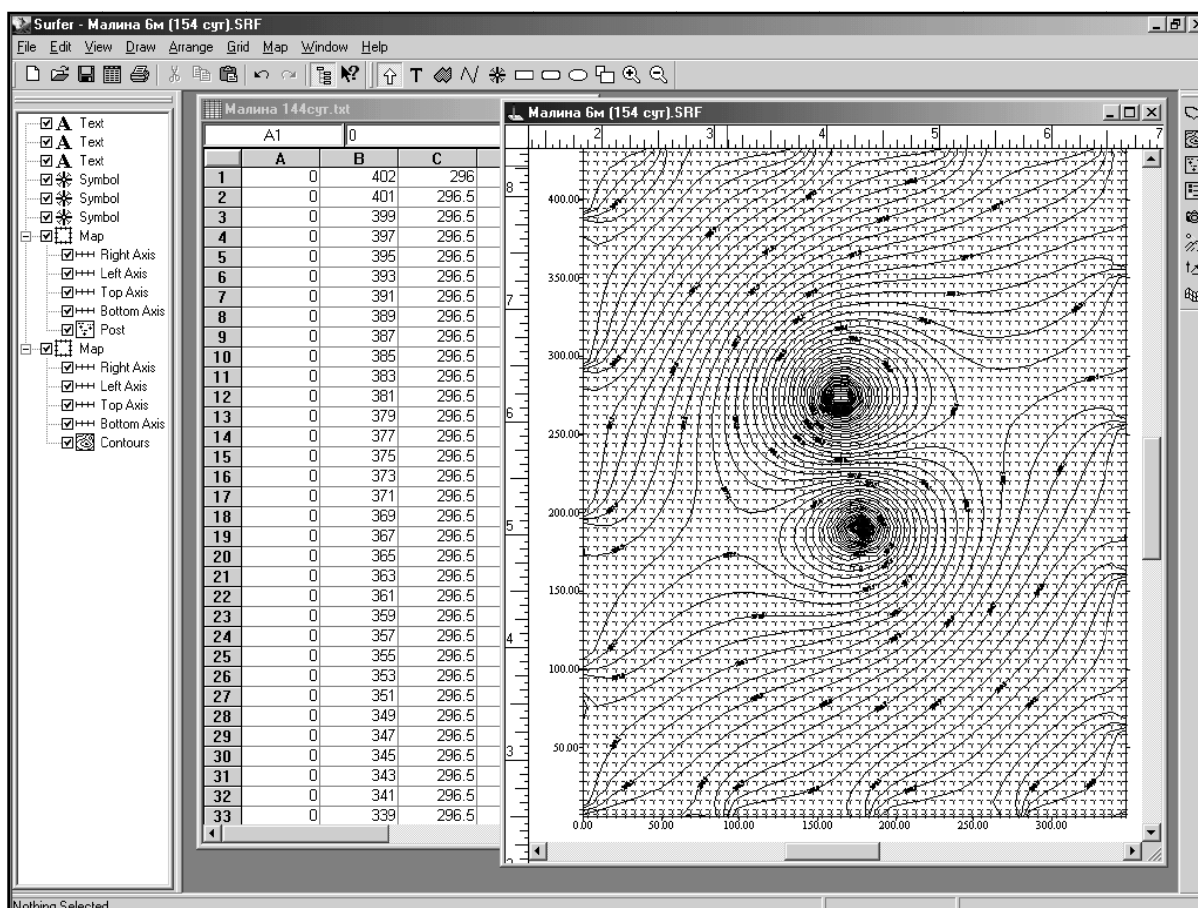 Surfer - Малина 6м (154 сут).SRF
File Edit View Draw Arrange Grid Map Window Help
Text
Text
Text
Symbol
Symbol
Symbol
Map
Right Axis
Left Axis
Top Axis
Bottom Axis
Post
Map
Right Axis
Left Axis
Top Axis
Bottom Axis
Contours
Малина 144сут.txt
A1 0
A B C
1 0 402 296
2 0 401 296.5
3 0 399 296.5
4 0 397 296.5
5 0 395 296.5
6 0 393 296.5
7 0 391 296.5
8 0 389 296.5
9 0 387 296.5
10 0 385 296.5
11 0 383 296.5
12 0 381 296.5
13 0 379 296.5
14 0 377 296.5
15 0 375 296.5
16 0 373 296.5
17 0 371 296.5
18 0 369 296.5
19 0 367 296.5
20 0 365 296.5
21 0 363 296.5
22 0 361 296.5
23 0 359 296.5
24 0 357 296.5
25 0 355 296.5
26 0 353 296.5
27 0 351 296.5
28 0 349 296.5
29 0 347 296.5
30 0 345 296.5
31 0 343 296.5
32 0 341 296.5
33 0 339 296.5
Малина 6м (154 сут).SRF
2 3 4 5 6 7
8
7
6
5
4
3
400.00
350.00
300.00
250.00
200.00
150.00
100.00
50.00
0.00 50.00 100.00 150.00 200.00 250.00 300.00
Nothing Selected